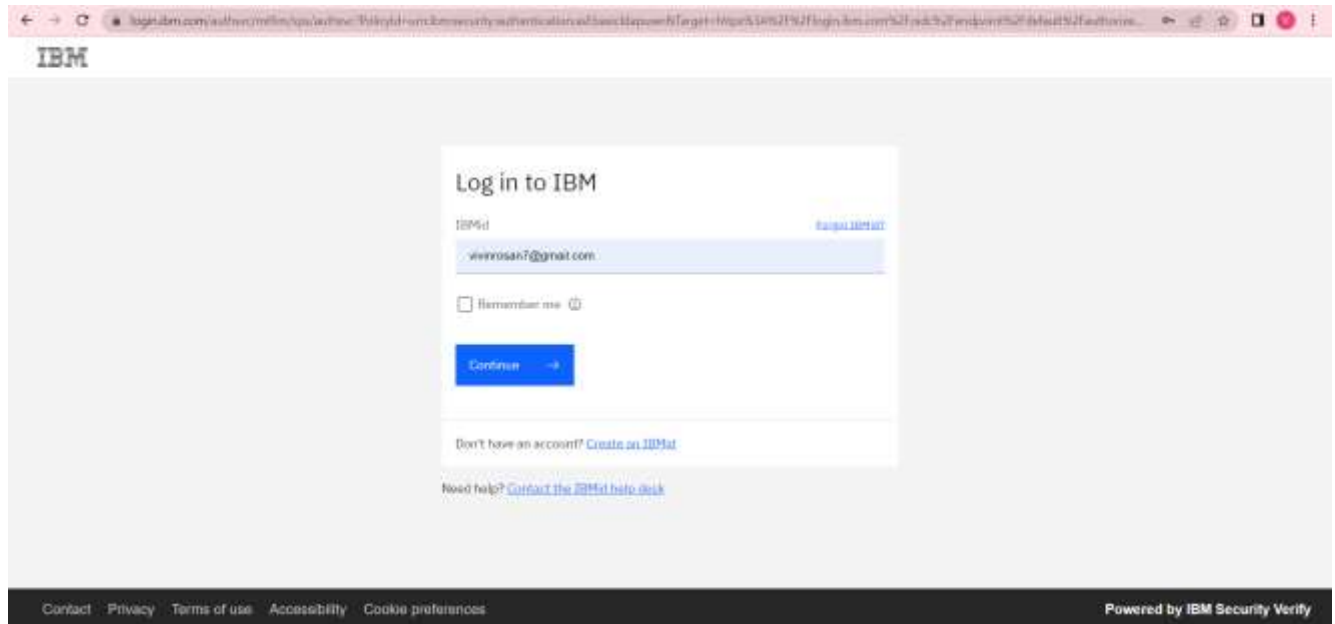 IBM
Log in to IBM
IBMid
Forgot IBMid?
vivinrosan7@gmail.com
Remember me
Continue →
Don't have an account? Create an IBMid
Need help? Contact the IBMid help desk
Contact Privacy Terms of use Accessibility Cookie preferences
Powered by IBM Security Verify